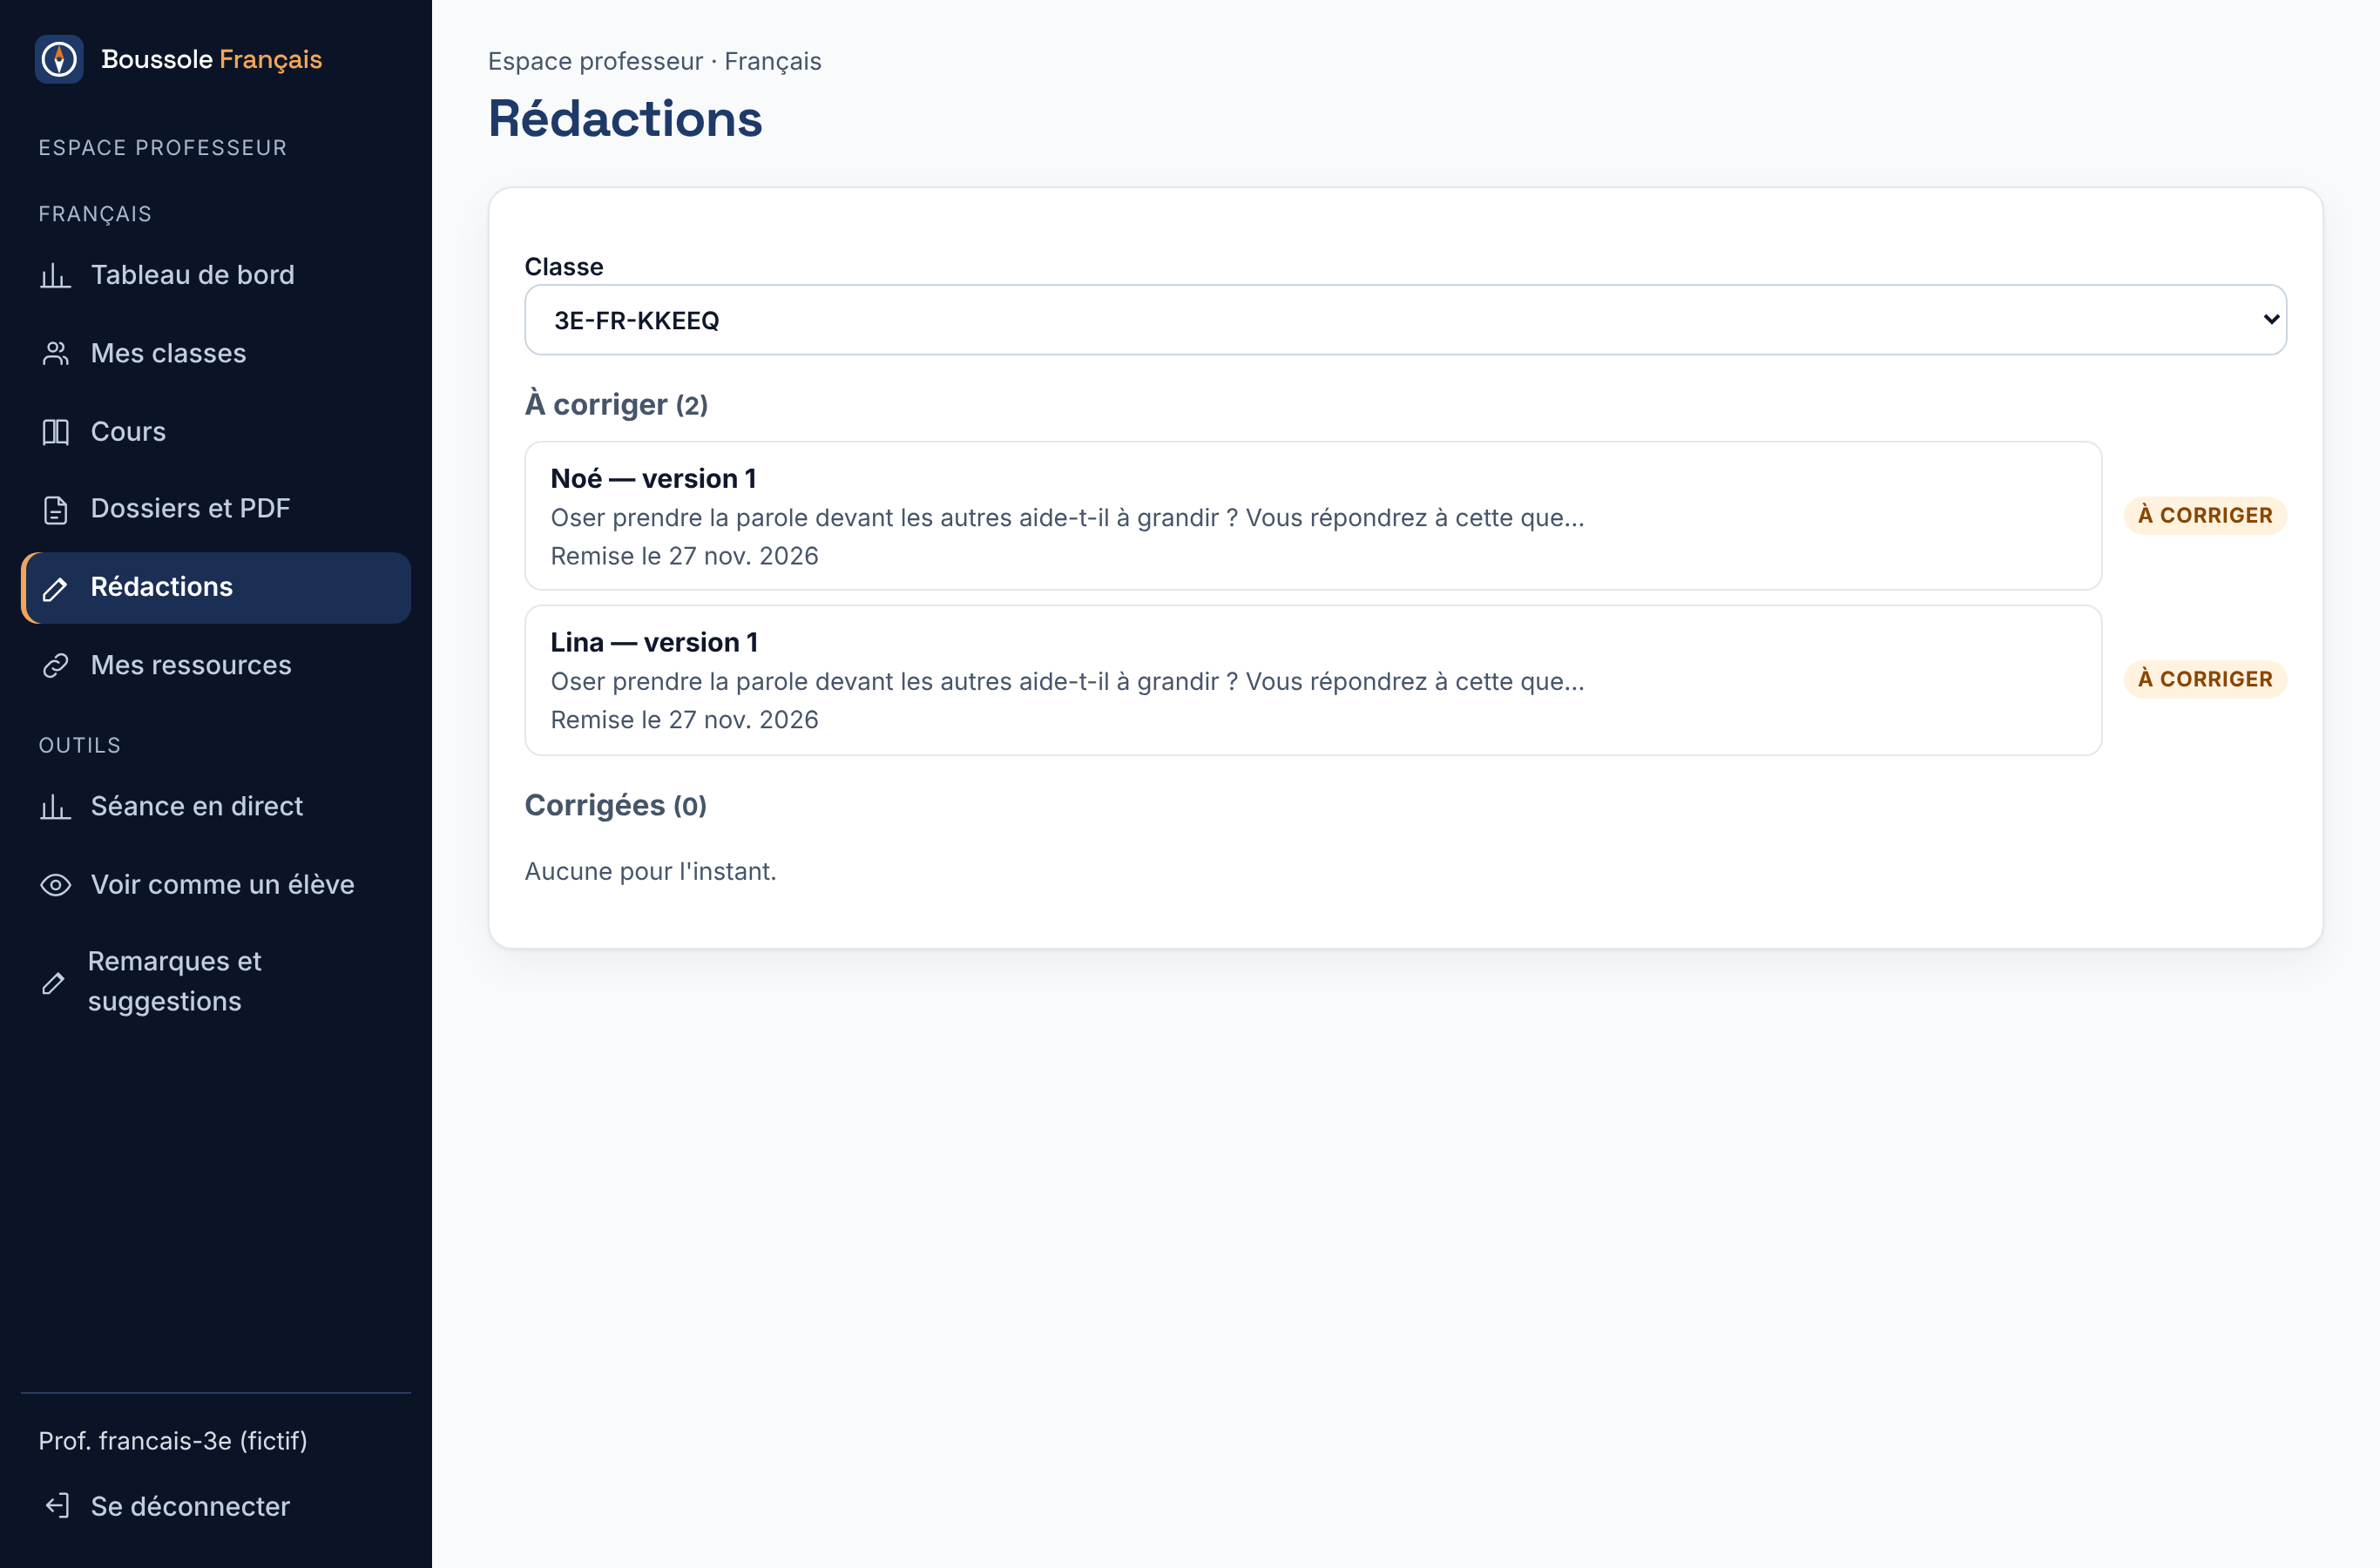 Boussole Français
ESPACE PROFESSEUR
FRANÇAIS
Tableau de bord
Mes classes
Cours
Dossiers et PDF
Rédactions
Mes ressources
OUTILS
Séance en direct
Voir comme un élève
Remarques et
suggestions
Prof. francais-3e (fictif)
Se déconnecter
Espace professeur · Français
Rédactions
Classe
3E-FR-KKEEQ
À corriger (2)
Noé — version 1
Oser prendre la parole devant les autres aide-t-il à grandir ? Vous répondrez à cette que...
Remise le 27 nov. 2026
À CORRIGER
Lina — version 1
Oser prendre la parole devant les autres aide-t-il à grandir ? Vous répondrez à cette que...
Remise le 27 nov. 2026
À CORRIGER
Corrigées (0)
Aucune pour l'instant.